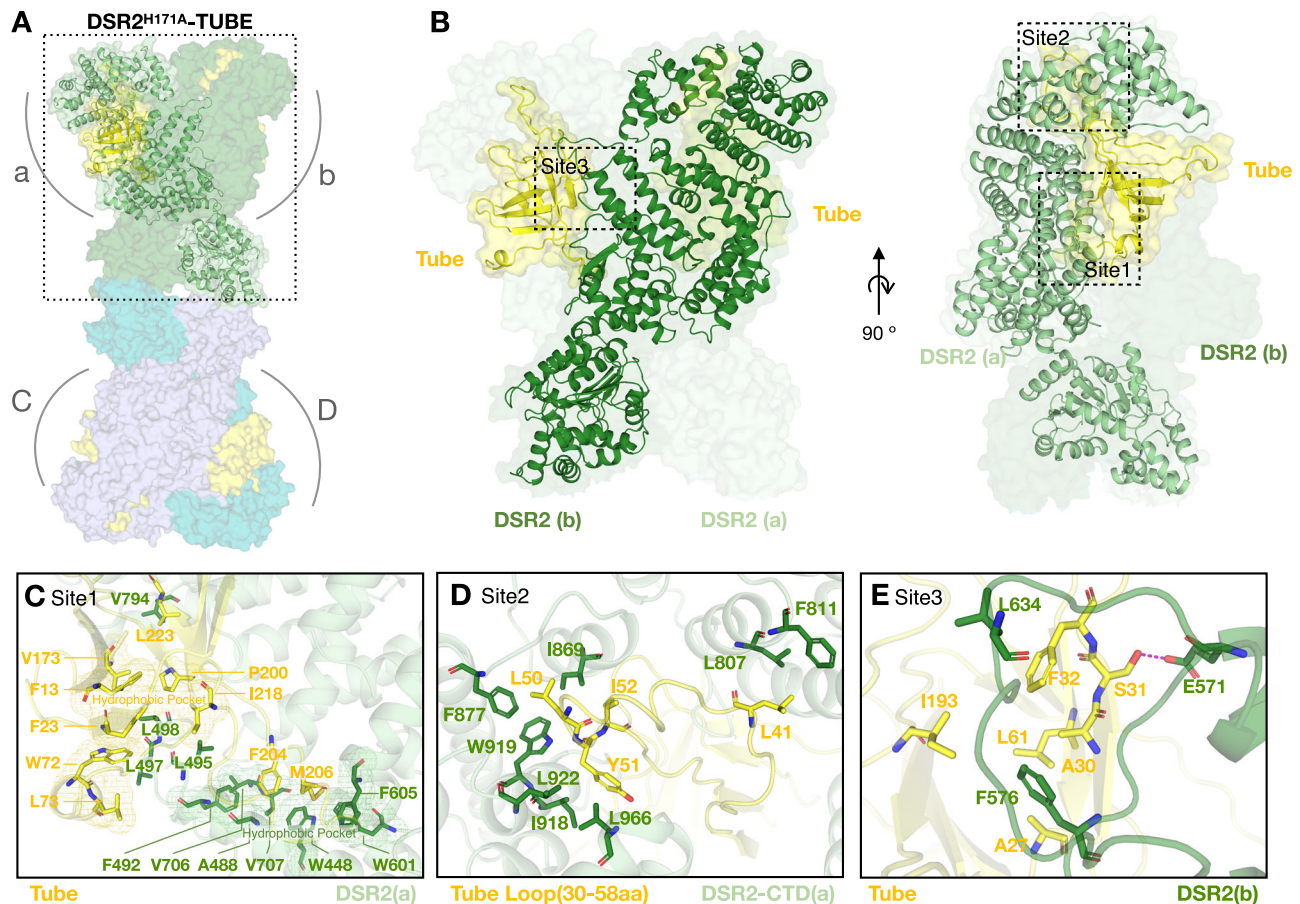 A
DSR2H171A-TUBE
a
b
C
D
B
Site3
Tube
Tube
DSR2 (b)
DSR2 (a)
90 º
Site2
Tube
Site1
DSR2 (a)
DSR2 (b)
C Site1
V794
L223
V173
P200
F13
I218
Hydrophobic Pocket
F23
L498
W72
L497
L495
F204
M206
L73
F605
Hydrophobic Pocket
F492
V706
A488
V707
W448
W601
Tube
DSR2(a)
D Site2
F811
I869
L807
L50
I52
F877
L41
W919
Y51
L922
I918
L966
Tube Loop(30-58aa)
DSR2-CTD(a)
E Site3
L634
F32
S31
E571
I193
L61
A30
F576
A27
Tube
DSR2(b)